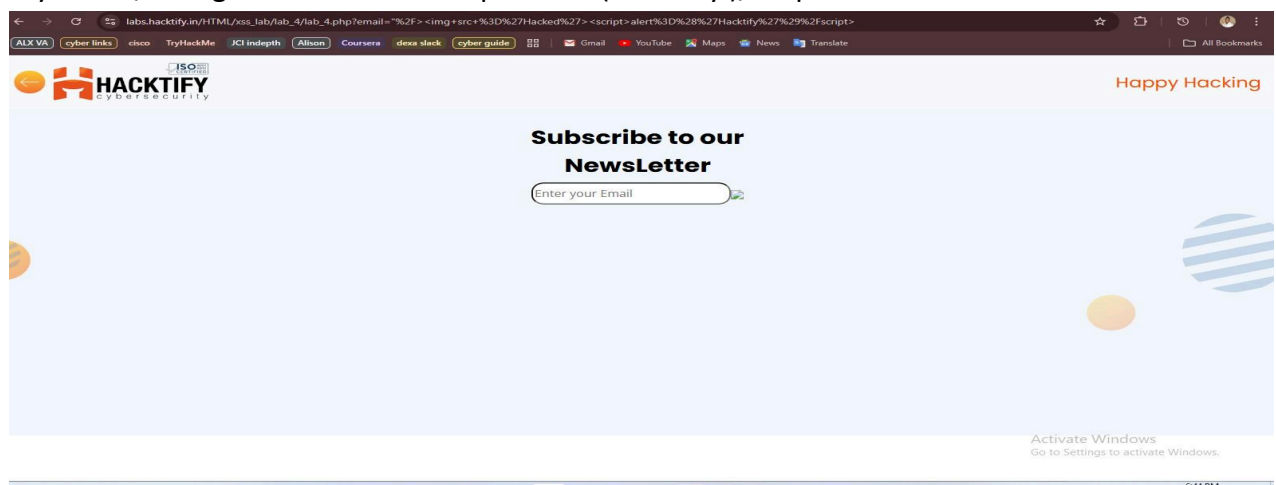 labs.hacktify.in/HTML/xss_lab/lab_4/lab_4.php?email="%2F><img+src+%3D%27Hacked%27><script>alert%3D%28%27Hacktify%27%29%2Fscript>
ALX VA cyber links cisco TryHackMe JCI indepth Alison Coursera dexa slack cyber guide Gmail YouTube Maps News Translate All Bookmarks
ISO
HACKTIFY
cybersecurity
Happy Hacking
Subscribe to our
NewsLetter
Enter your Email
Activate Windows
Go to Settings to activate Windows.